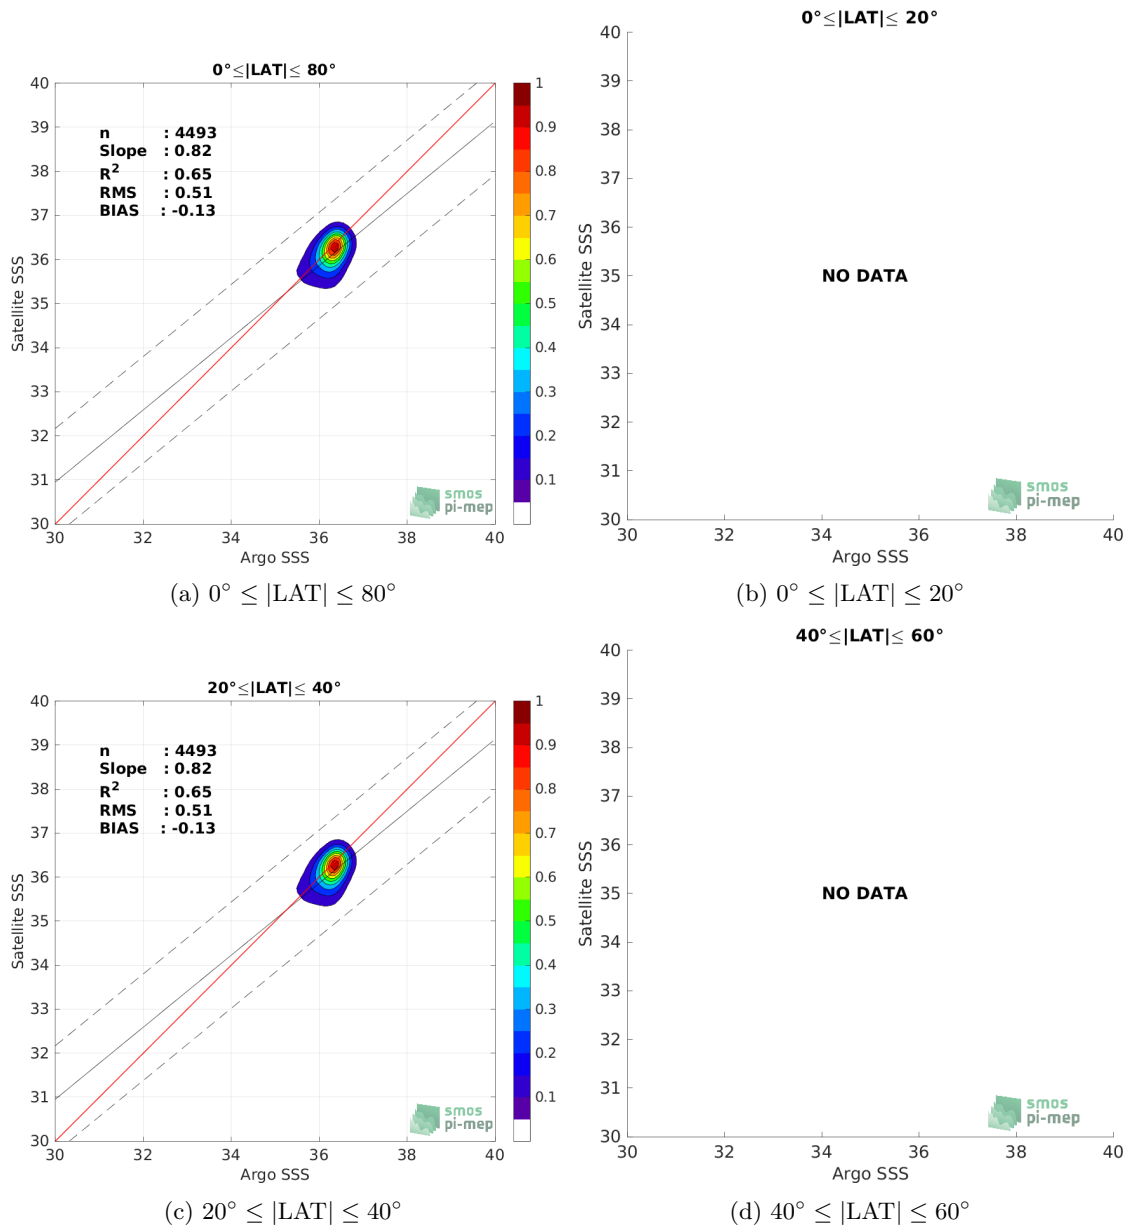 0°≤|LAT|≤ 80°
40
39
38
37
36
35
34
33
32
31
30
Satellite SSS
n : 4493
Slope : 0.82
R² : 0.65
RMS : 0.51
BIAS : -0.13
smos
pi-mep
30 32 34 36 38 40
Argo SSS
1
0.9
0.8
0.7
0.6
0.5
0.4
0.3
0.2
0.1
(a) 0° ≤ |LAT| ≤ 80°
0°≤|LAT|≤ 20°
40
39
38
37
36
35
34
33
32
31
30
Satellite SSS
NO DATA
smos
pi-mep
30 32 34 36 38 40
Argo SSS
(b) 0° ≤ |LAT| ≤ 20°
20°≤|LAT|≤ 40°
40
39
38
37
36
35
34
33
32
31
30
Satellite SSS
n : 4493
Slope : 0.82
R² : 0.65
RMS : 0.51
BIAS : -0.13
smos
pi-mep
30 32 34 36 38 40
Argo SSS
1
0.9
0.8
0.7
0.6
0.5
0.4
0.3
0.2
0.1
(c) 20° ≤ |LAT| ≤ 40°
40°≤|LAT|≤ 60°
40
39
38
37
36
35
34
33
32
31
30
Satellite SSS
NO DATA
smos
pi-mep
30 32 34 36 38 40
Argo SSS
(d) 40° ≤ |LAT| ≤ 60°